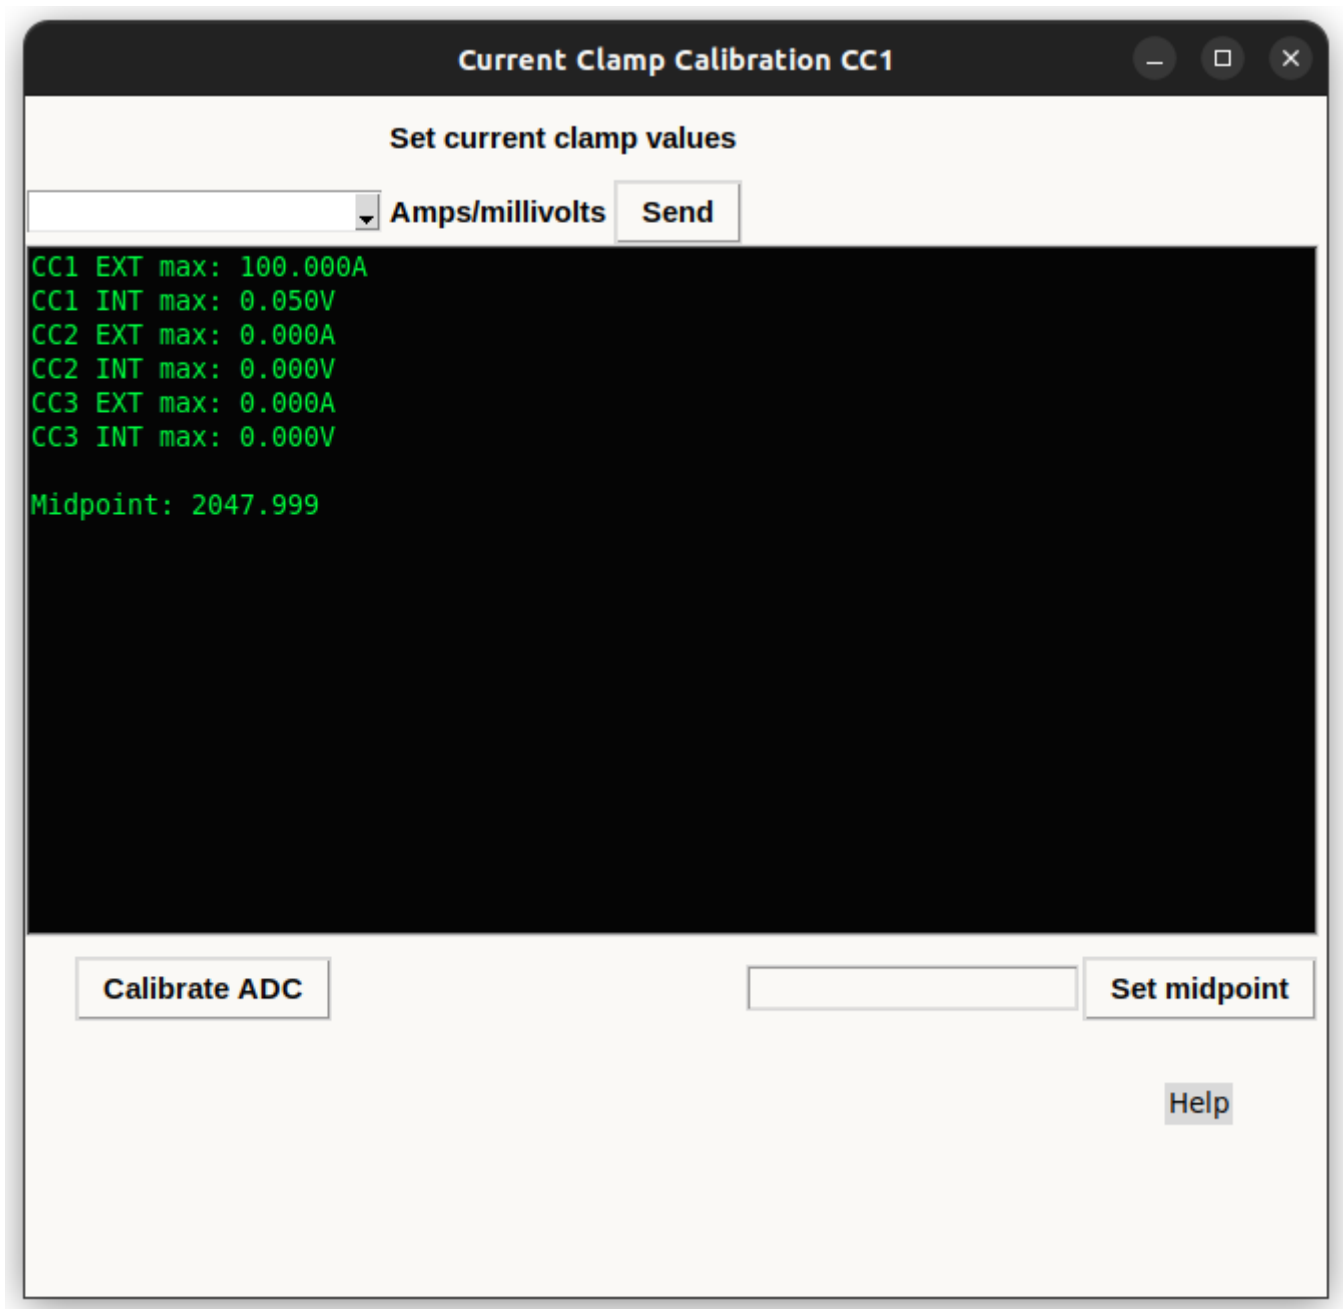 Current Clamp Calibration CC1
Set current clamp values
Amps/millivolts Send
CC1 EXT max: 100.000A
CC1 INT max: 0.050V
CC2 EXT max: 0.000A
CC2 INT max: 0.000V
CC3 EXT max: 0.000A
CC3 INT max: 0.000V
Midpoint: 2047.999
Calibrate ADC Set midpoint
Help